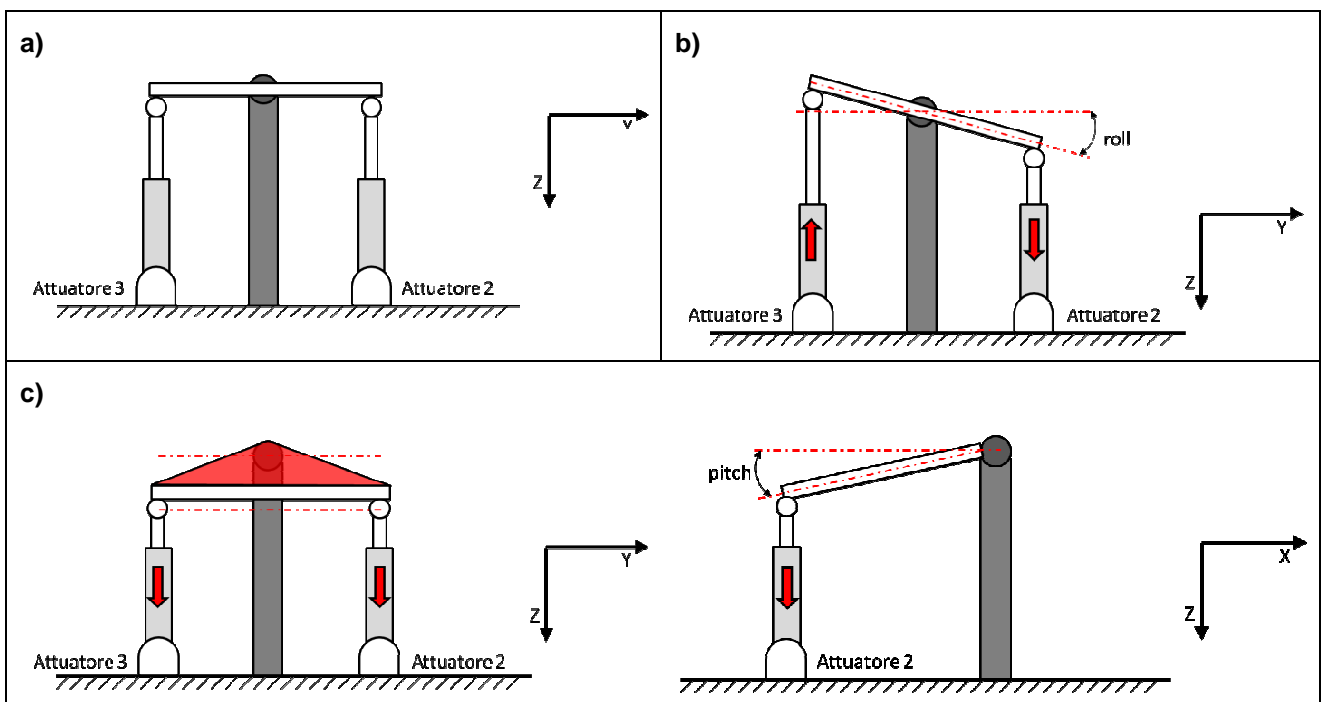 a)
Y
Z
Attuatore 3
Attuatore 2
b)
roll
Y
Z
Attuatore 3
Attuatore 2
c)
Y
Z
Attuatore 3
Attuatore 2
pitch
X
Z
Attuatore 2